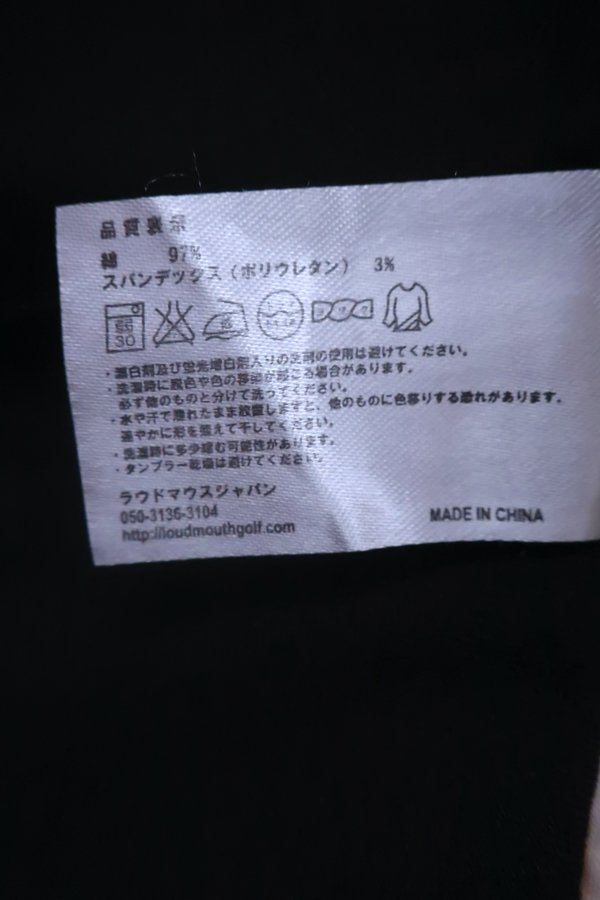 品質表示
綿 97%
スパンデックス（ポリウレタン） 3%
弱
30
中
ドライ
・漂白剤及び蛍光増白剤入りの洗剤の使用は避けてください。
・洗濯時に脱色や色の移染が起こる場合があります。
必ず他のものと分けて洗ってください。
・水や汗で濡れたまま放置しますと、他のものに色移りする恐れがあります。
速やかに形を整えて干してください。
・洗濯時に多少縮む可能性があります。
・タンブラー乾燥は避けてください。
ラウドマウスジャパン
050-3136-3104
http://loudmouthgolf.com
MADE IN CHINA